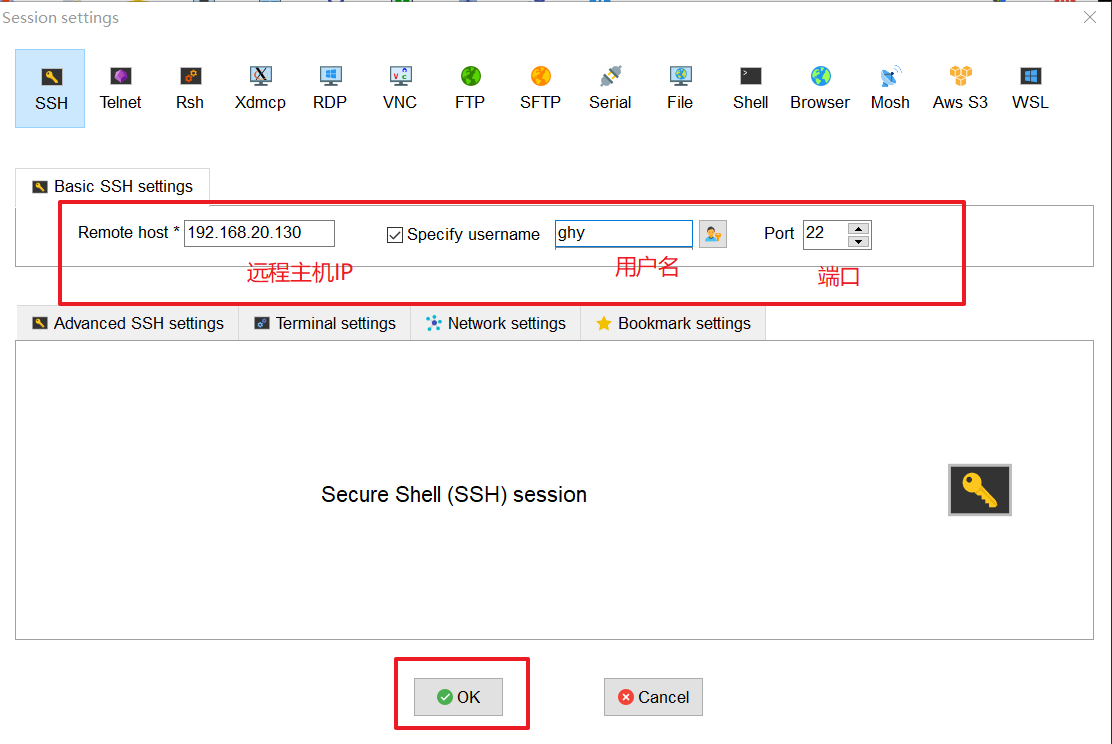 Session settings
SSH Telnet Rsh Xdmcp RDP VNC FTP SFTP Serial File Shell Browser Mosh Aws S3 WSL
Basic SSH settings
Remote host * 192.168.20.130 Specify username ghy Port 22
远程主机IP 用户名 端口
Advanced SSH settings Terminal settings Network settings Bookmark settings
Secure Shell (SSH) session
OK Cancel